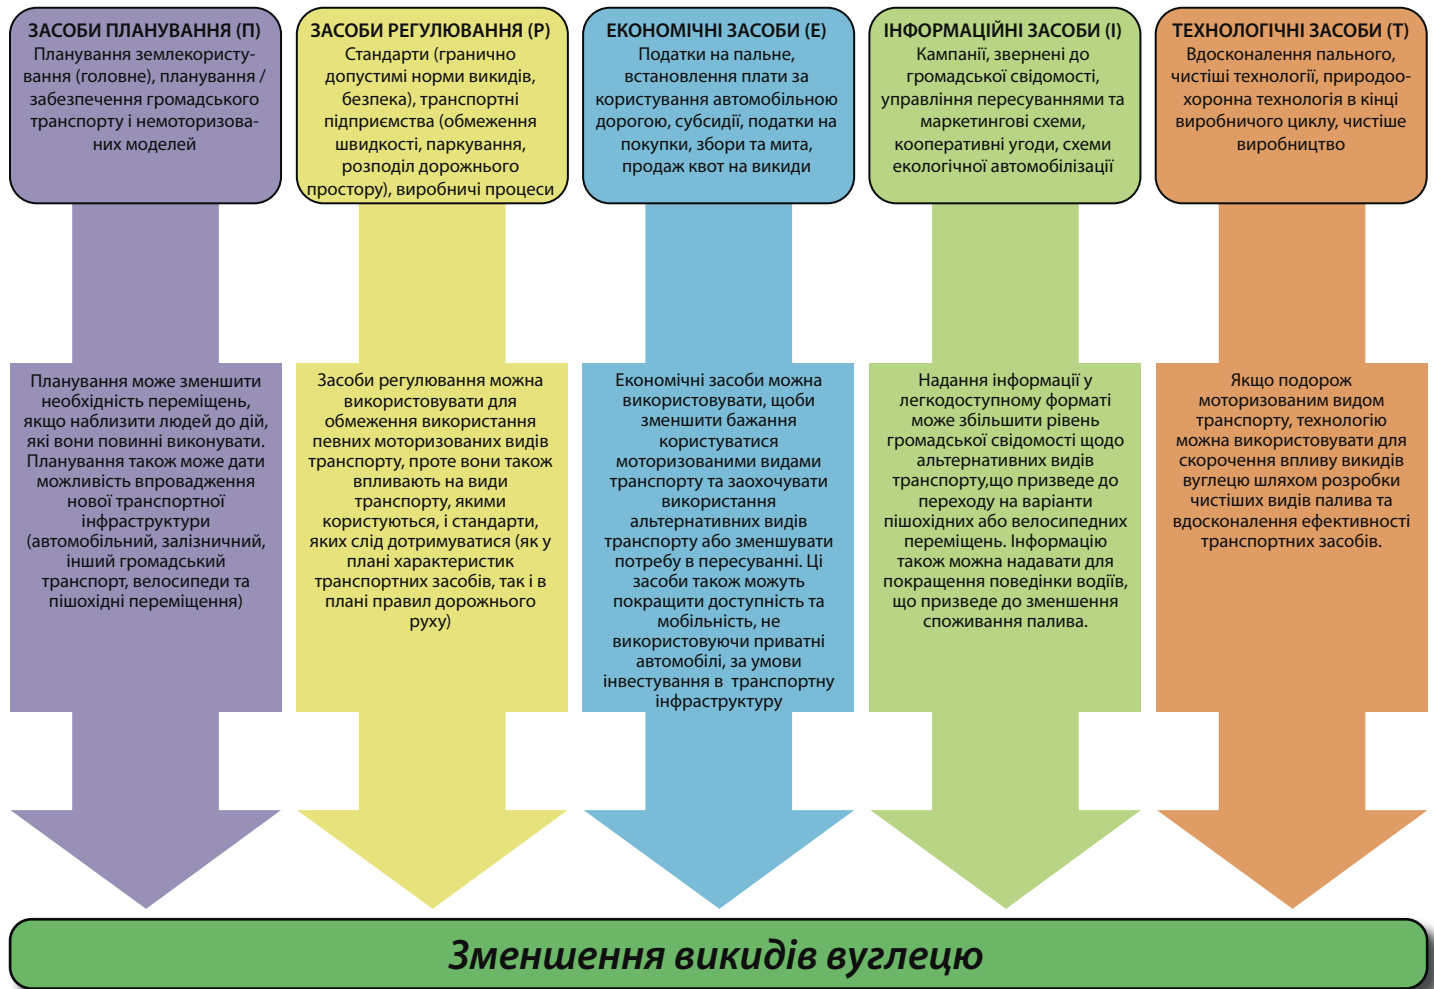 ЗАСОБИ ПЛАНУВАННЯ (П)
Планування землекористу-
вання (головне), планування /
забезпечення громадського
транспорту і немоторизова-
них моделей
ЗАСОБИ РЕГУЛЮВАННЯ (Р)
Стандарти (гранично
допустимі норми викидів,
безпека), транспортні
підприємства (обмеження
швидкості, паркування,
розподіл дорожнього
простору), виробничі процеси
ЕКОНОМІЧНІ ЗАСОБИ (Е)
Податки на пальне,
встановлення плати за
користування автомобільною
дорогою, субсидії, податки на
покупки, збори та мита,
продаж квот на викиди
ІНФОРМАЦІЙНІ ЗАСОБИ (І)
Кампанії, звернені до
громадської свідомості,
управління пересуваннями та
маркетингові схеми,
кооперативні угоди, схеми
екологічної автомобілізації
ТЕХНОЛОГІЧНІ ЗАСОБИ (Т)
Вдосконалення пального,
чистіші технології, природоо-
хоронна технологія в кінці
виробничого циклу, чистіше
виробництво
Планування може зменшити
необхідність переміщень,
якщо наблизити людей до дій,
які вони повинні виконувати.
Планування також може дати
можливість впровадження
нової транспортної
інфраструктури
(автомобільний, залізничний,
інший громадський
транспорт, велосипеди та
пішохідні переміщення)
Засоби регулювання можна
використовувати для
обмеження використання
певних моторизованих видів
транспорту, проте вони також
впливають на види
транспорту, якими
користуються, і стандарти,
яких слід дотримуватися (як у
плані характеристик
транспортних засобів, так і в
плані правил дорожнього
руху)
Економічні засоби можна
використовувати, щоби
зменшити бажання
користуватися
моторизованими видами
транспорту та заохочувати
використання
альтернативних видів
транспорту або зменшувати
потребу в пересуванні. Ці
засоби також можуть
покращити доступність та
мобільність, не
використовуючи приватні
автомобілі, за умови
інвестування в транспортну
інфраструктуру
Надання інформації у
легкодоступному форматі
може збільшити рівень
громадської свідомості щодо
альтернативних видів
транспорту,що призведе до
переходу на варіанти
пішохідних або велосипедних
переміщень. Інформацію
також можна надавати для
покращення поведінки водіїв,
що призведе до зменшення
споживання палива.
Якщо подорож
моторизованим видом
транспорту, технологію
можна використовувати для
скорочення впливу викидів
вуглецю шляхом розробки
чистіших видів палива та
вдосконалення ефективності
транспортних засобів.
Зменшення викидів вуглецю